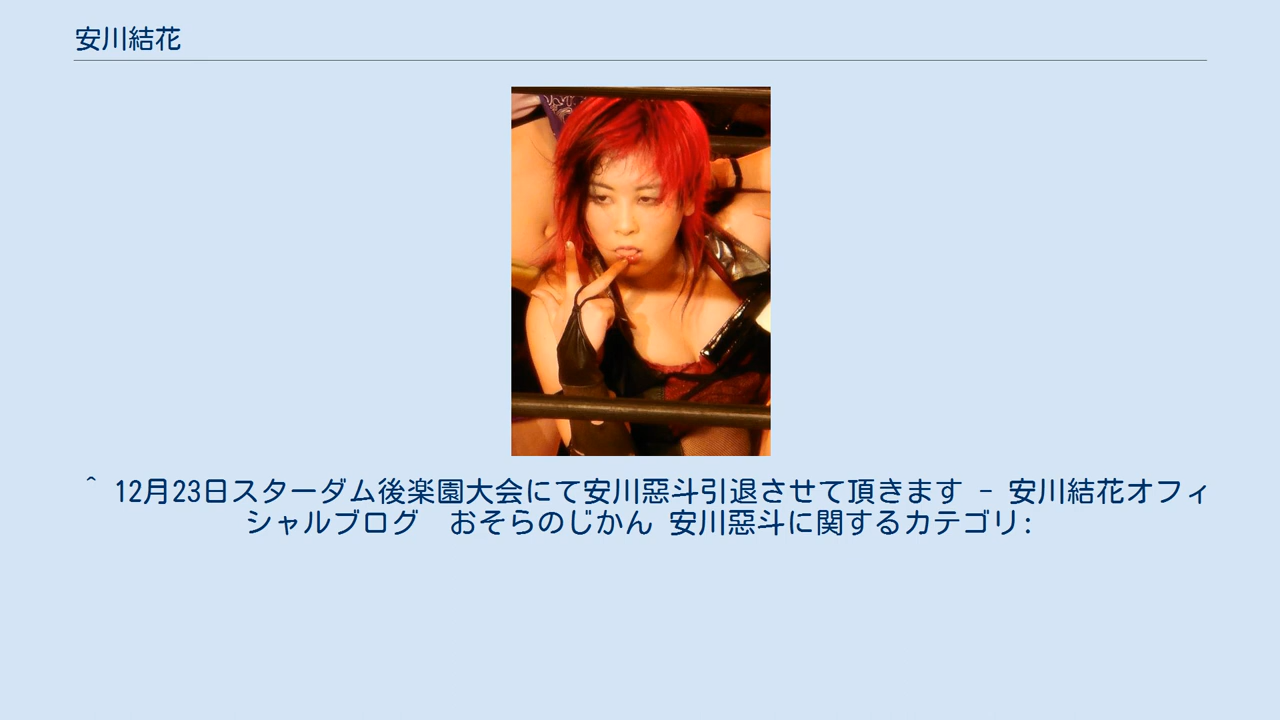 安川結花
^ 12月23日スターダム後楽園大会にて安川惡斗引退させて頂きます - 安川結花オフィ
シャルブログ　おそらのじかん 安川惡斗に関するカテゴリ: